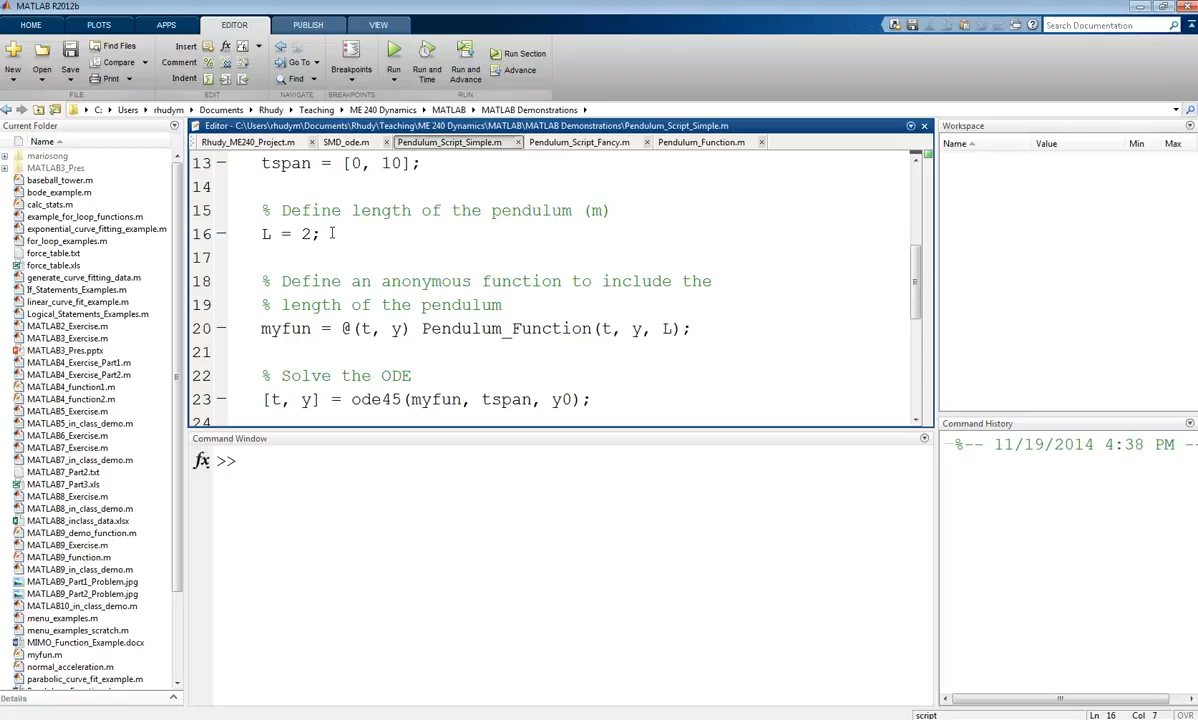 MATLAB R2012b
HOME PLOTS APPS EDITOR PUBLISH VIEW
Search Documentation
New Open Save Find Files Compare Print
Insert Comment Indent
Go To Find
Breakpoints
Run Run and Time Run and Advance Run Section Advance
FILE EDIT NAVIGATE BREAKPOINTS RUN
C: Users rhudym Documents Rhudy Teaching ME 240 Dynamics MATLAB MATLAB Demonstrations
Current Folder
Name
mariosong
MATLAB3_Pres
baseball_tower.m
bode_example.m
calc_stats.m
example_for_loop_functions.m
exponential_curve_fitting_example.m
for_loop_examples.m
force_table.txt
force_table.xls
generate_curve_fitting_data.m
If_Statements_Examples.m
linear_curve_fit_example.m
Logical_Statements_Examples.m
MATLAB2_Exercise.m
MATLAB3_Exercise.m
MATLAB3_Pres.pptx
MATLAB4_Exercise_Part1.m
MATLAB4_Exercise_Part2.m
MATLAB4_function1.m
MATLAB4_function2.m
MATLAB5_Exercise.m
MATLAB5_in_class_demo.m
MATLAB6_Exercise.m
MATLAB7_Exercise.m
MATLAB7_in_class_demo.m
MATLAB7_Part2.txt
MATLAB7_Part3.xls
MATLAB8_Exercise.m
MATLAB8_in_class_demo.m
MATLAB8_inclass_data.xlsx
MATLAB9_demo_function.m
MATLAB9_Exercise.m
MATLAB9_function.m
MATLAB9_in_class_demo.m
MATLAB9_Part1_Problem.jpg
MATLAB9_Part2_Problem.jpg
MATLAB10_in_class_demo.m
menu_examples.m
menu_examples_scratch.m
MIMO_Function_Example.docx
myfun.m
normal_acceleration.m
parabolic_curve_fit_example.m
Details
Editor - C:\Users\rhudym\Documents\Rhudy\Teaching\ME 240 Dynamics\MATLAB\MATLAB Demonstrations\Pendulum_Script_Simple.m
Rhudy_ME240_Project.m SMD_ode.m Pendulum_Script_Simple.m Pendulum_Script_Fancy.m Pendulum_Function.m
13 tspan = [0, 10];
14
15 % Define length of the pendulum (m)
16 L = 2;
17
18 % Define an anonymous function to include the
19 % length of the pendulum
20 myfun = @(t, y) Pendulum_Function(t, y, L);
21
22 % Solve the ODE
23 [t, y] = ode45(myfun, tspan, y0);
24
Command Window
fx >>
Workspace
Name Value Min Max
Command History
%-- 11/19/2014 4:38 PM --
script Ln 16 Col 7 OVR